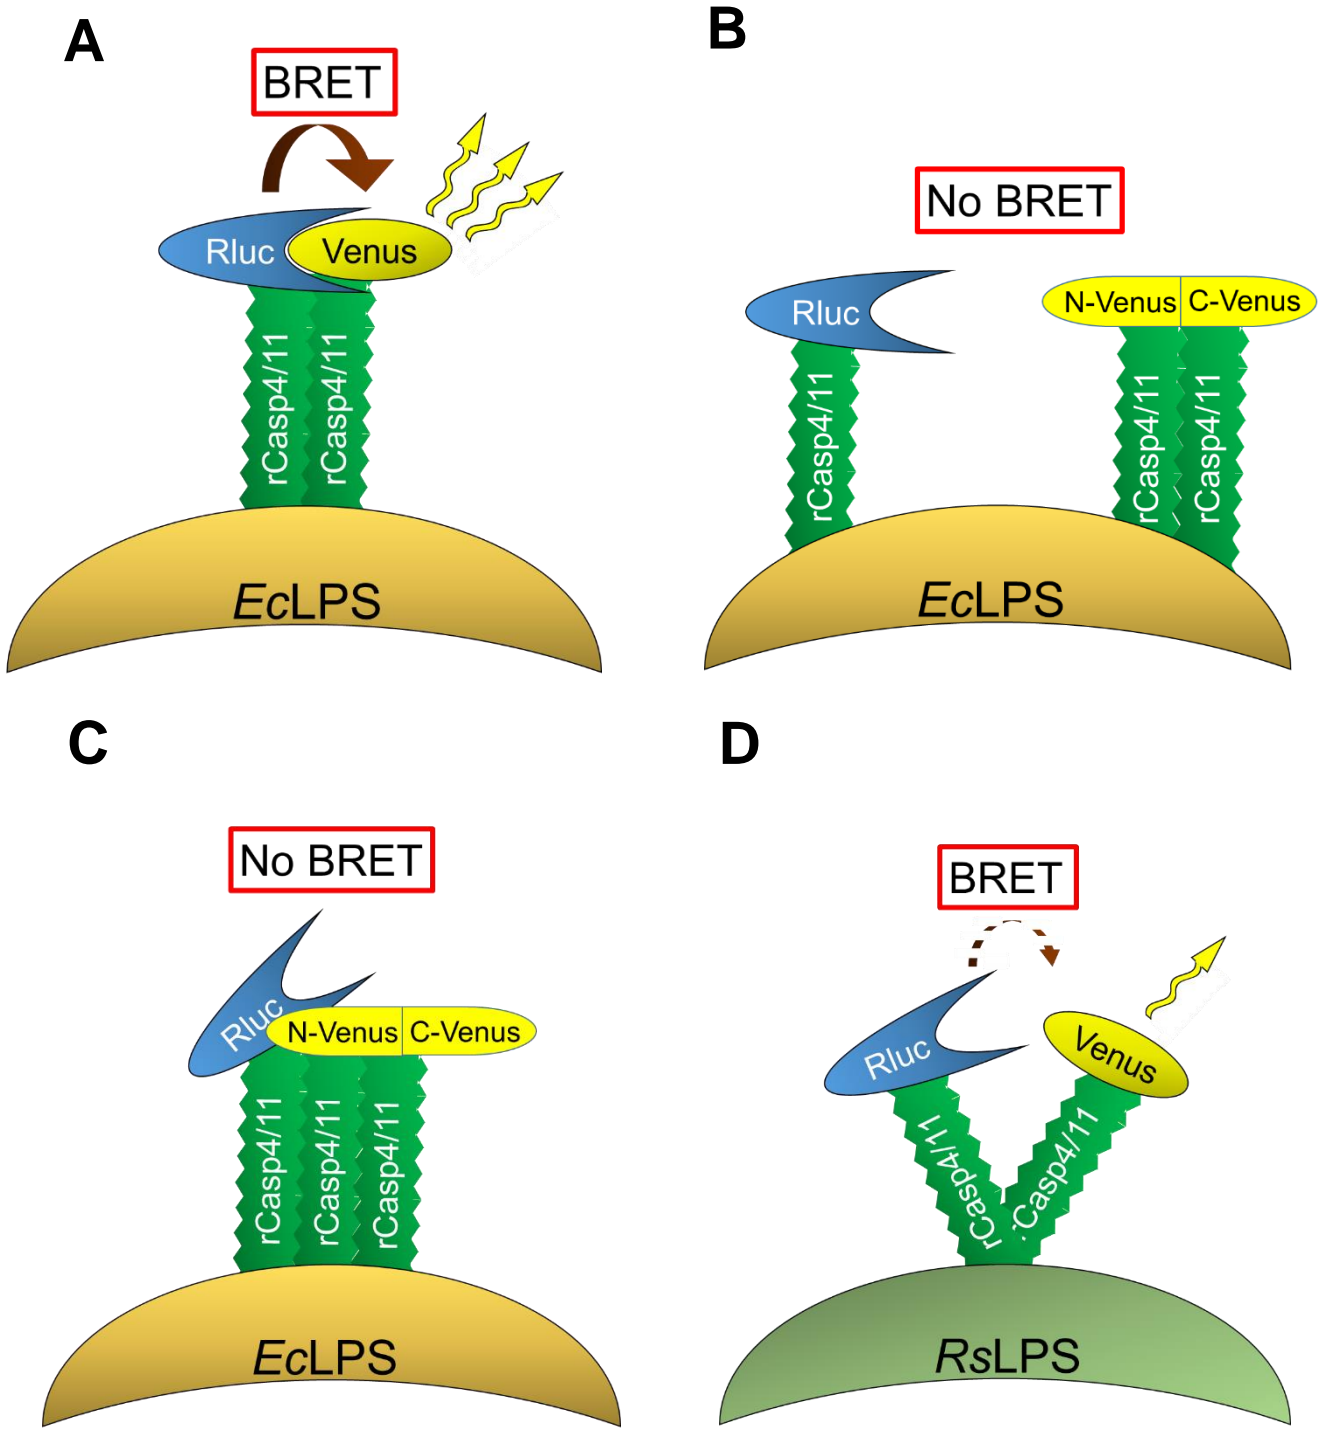 A
BRET
Rluc
Venus
rCasp4/11
rCasp4/11
EcLPS
B
No BRET
Rluc
N-Venus
C-Venus
rCasp4/11
rCasp4/11
rCasp4/11
EcLPS
C
No BRET
Rluc
N-Venus
C-Venus
rCasp4/11
rCasp4/11
rCasp4/11
EcLPS
D
BRET
Rluc
Venus
rCasp4/11
rCasp4/11
RsLPS